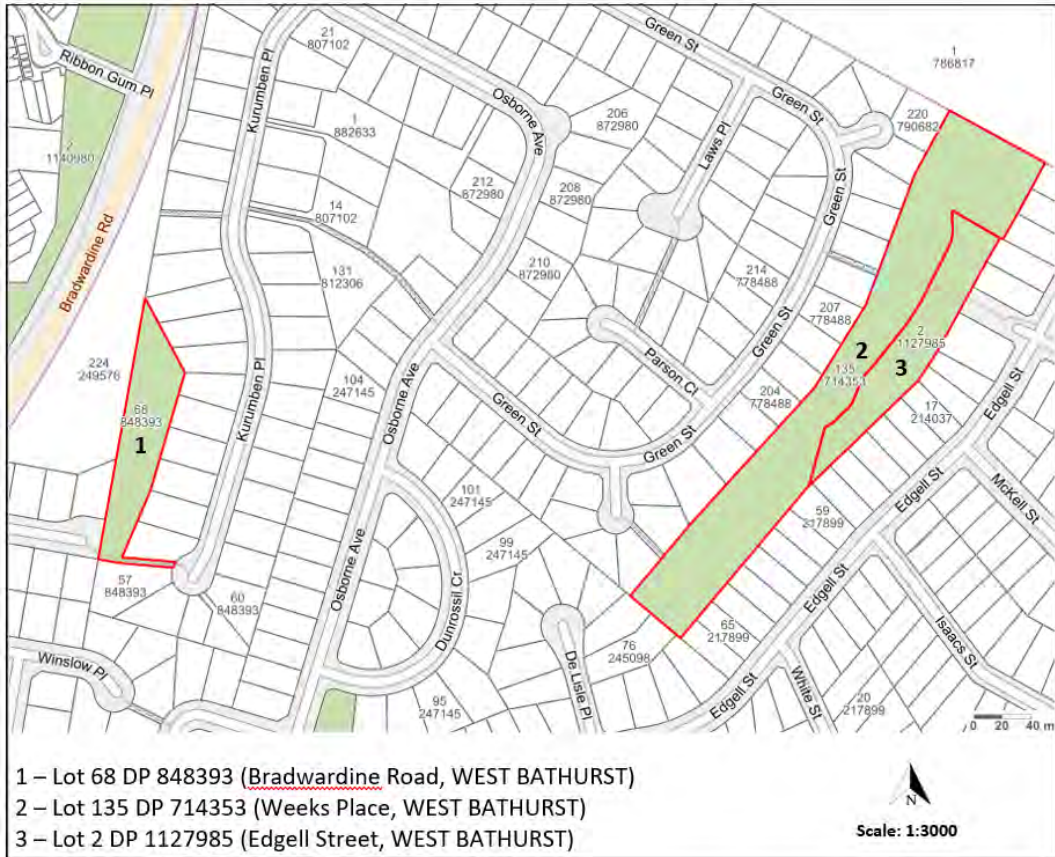 Ribbon Gum Pl
2
1140980
Bradwardine Rd
21
807102
Kurumben Pl
1
882633
14
807102
131
812306
Osborne Ave
212
872980
208
872980
206
872980
210
872980
Green St
Laws Pl
Green St
Green St
220
790682
1
786817
214
778488
207
778488
Green St
Parson Cl
204
778488
Green St
2
135
714353
2
1127985
3
17
214037
Edgell St
McKell St
224
249576
68
848393
1
Kurumben Pl
104
247145
Osborne Ave
Green St
101
247145
99
247145
Dunrossil Cr
Osborne Ave
57
848393
60
848393
Winslow Pl
95
247145
De Lisle Pl
76
245098
65
217899
59
217899
Edgell St
Edgell St
White St
20
217899
Isaacs St
0 20 40 m
1 – Lot 68 DP 848393 (Bradwardine Road, WEST BATHURST)
2 – Lot 135 DP 714353 (Weeks Place, WEST BATHURST)
3 – Lot 2 DP 1127985 (Edgell Street, WEST BATHURST)
N
Scale: 1:3000